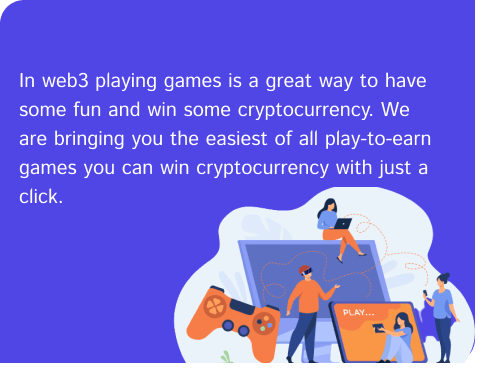 In web3 playing games is a great way to have
some fun and win some cryptocurrency. We
are bringing you the easiest of all play-to-earn
games you can win cryptocurrency with just a
click.
PLAY...